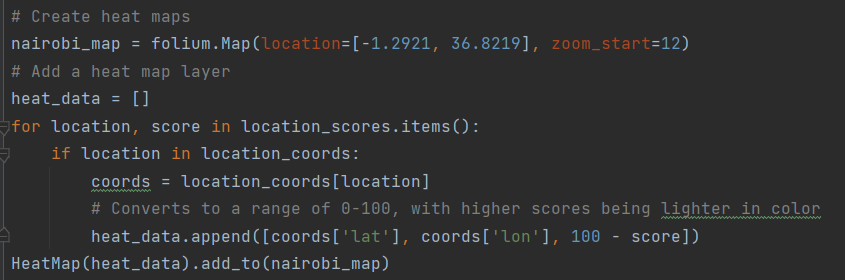 # Create heat maps
nairobi_map = folium.Map(location=[-1.2921, 36.8219], zoom_start=12)
# Add a heat map layer
heat_data = []
for location, score in location_scores.items():
    if location in location_coords:
        coords = location_coords[location]
        # Converts to a range of 0-100, with higher scores being lighter in color
        heat_data.append([coords['lat'], coords['lon'], 100 - score])
HeatMap(heat_data).add_to(nairobi_map)